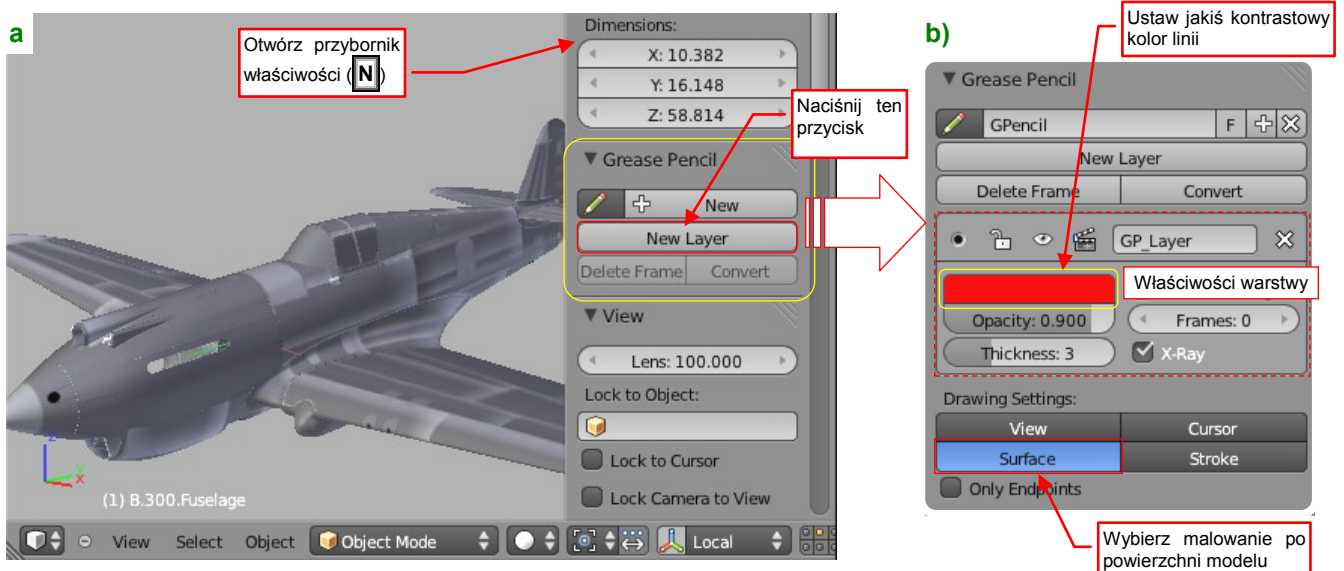 a
Otwórz przybornik
właściwości (N)
Dimensions:
X: 10.382
Y: 16.148
Z: 58.814
Naciśnij ten
przycisk
Grease Pencil
New
New Layer
Delete Frame Convert
View
Lens: 100.000
Lock to Object:
Lock to Cursor
Lock Camera to View
z
y
x
(1) B.300.Fuselage
View Select Object Object Mode Local
b)
Ustaw jakiś kontrastowy
kolor linii
Grease Pencil
GPencil F
New Layer
Delete Frame Convert
GP_Layer
Właściwości warstwy
Opacity: 0.900 Frames: 0
Thickness: 3 X-Ray
Drawing Settings:
View Cursor
Surface Stroke
Only Endpoints
Wybierz malowanie po
powierzchni modelu